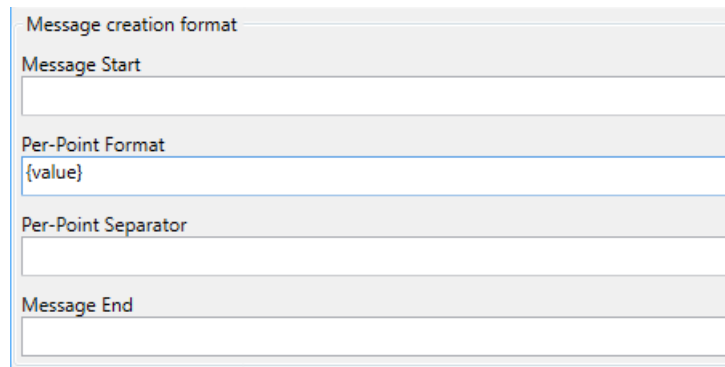 Message creation format
Message Start
Per-Point Format
{value}
Per-Point Separator
Message End